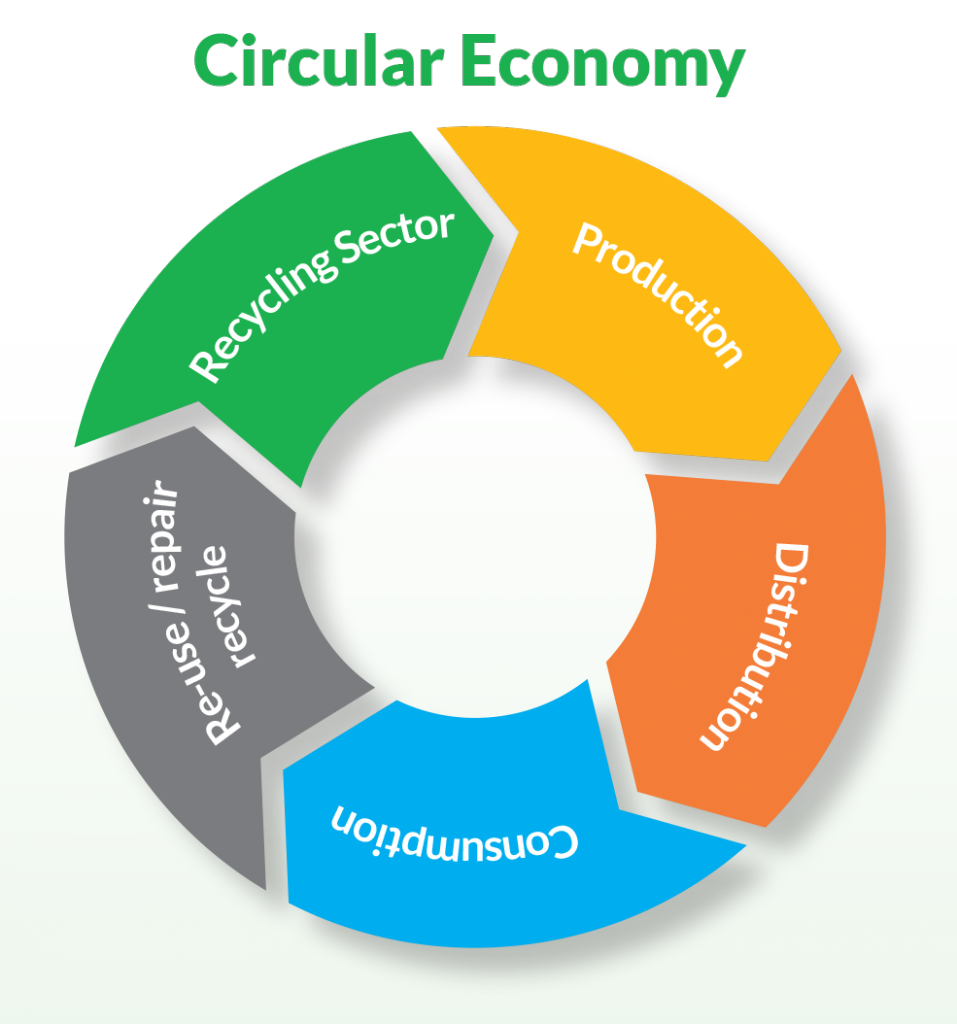 Circular Economy
Production
Distribution
Consumption
Re-use / repair
recycle
Recycling Sector